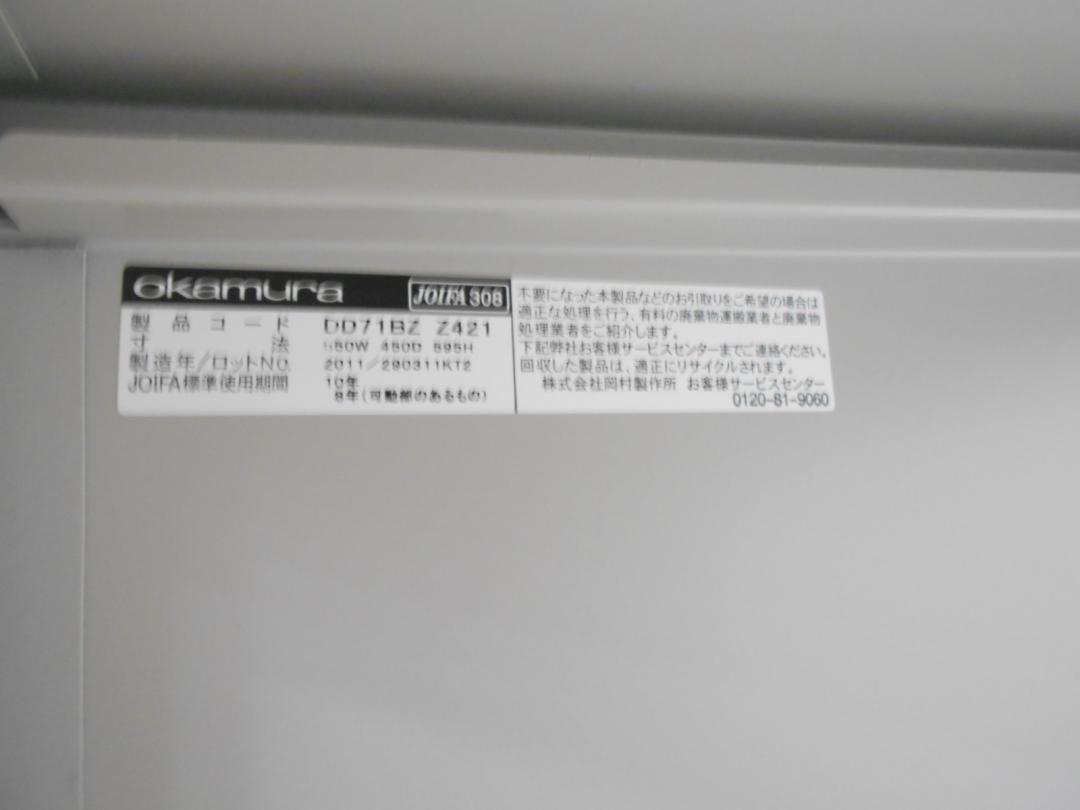 okamura
JOIFA 308
製品コード DD71BZ Z421
寸法 550W 450D 595H
製造年/ロットNo. 2011/290311KT2
JOIFA標準使用期間 10年
8年(可動部のあるもの)
不要になった本製品などのお引取りをご希望の場合は
適正な処理を行う、有料の廃棄物運搬業者と廃棄物
処理業者をご紹介します。
下記弊社お客様サービスセンターまでご連絡ください。
回収した製品は、適正にリサイクルされます。
株式会社岡村製作所 お客様サービスセンター
0120-81-9060